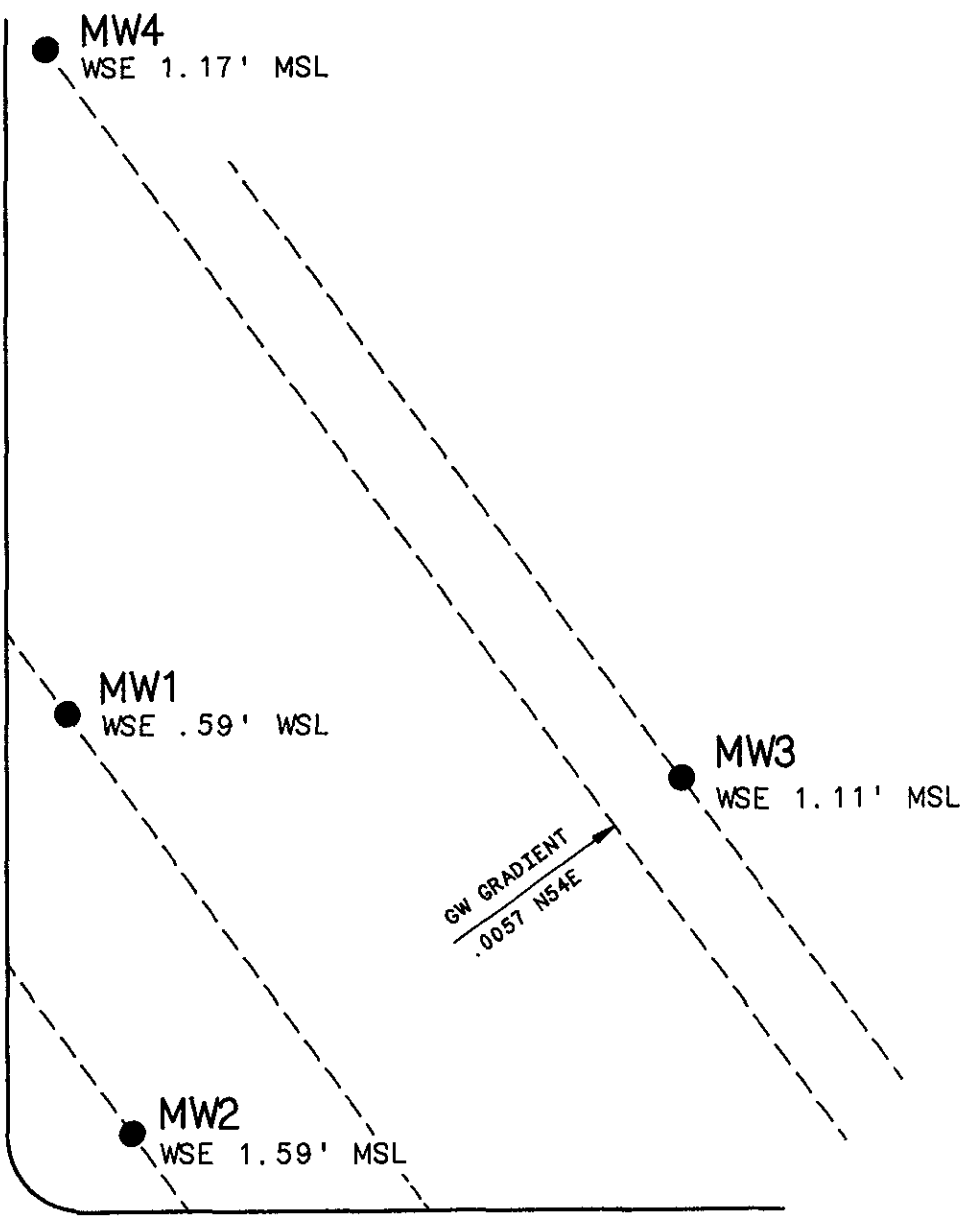 MW4
WSE 1.17' MSL
MW1
WSE .59' WSL
MW3
WSE 1.11' MSL
GW GRADIENT
.0057 N54E
MW2
WSE 1.59' MSL